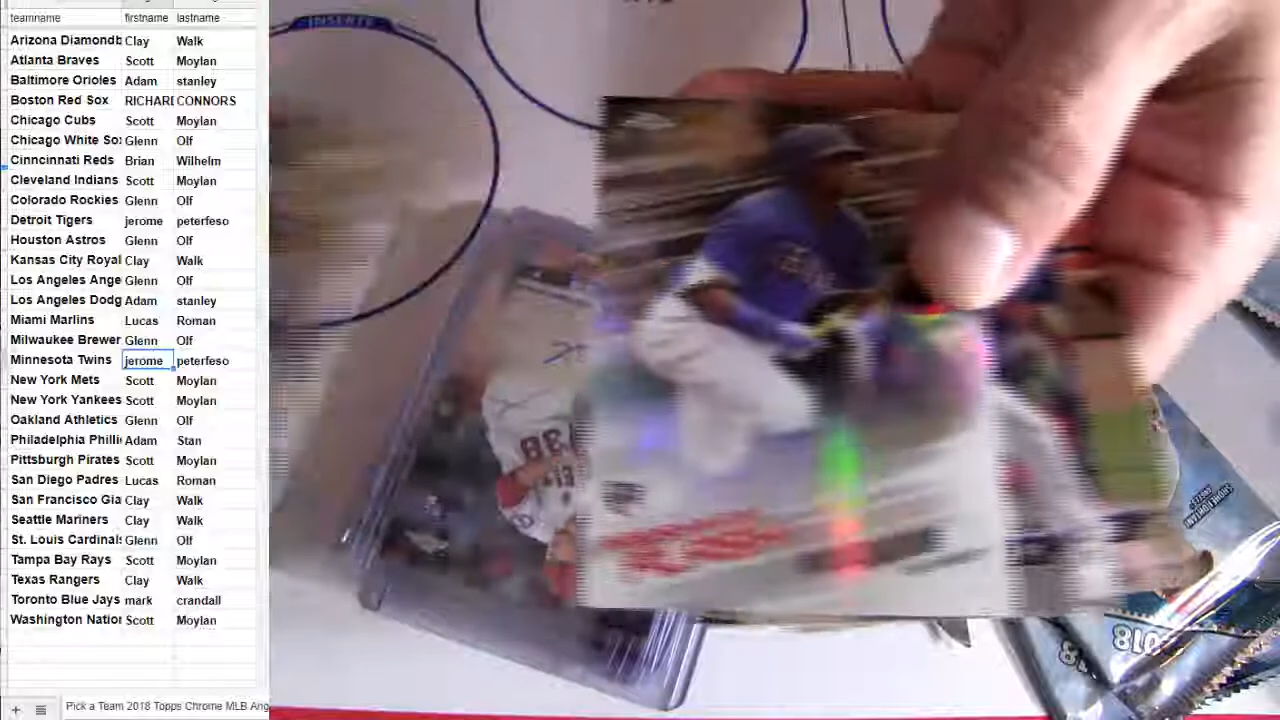 teamname firstname lastname
Arizona Diamondb Clay Walk
Atlanta Braves Scott Moylan
Baltimore Orioles Adam stanley
Boston Red Sox RICHARI CONNORS
Chicago Cubs Scott Moylan
Chicago White Sox Glenn Olf
Cinncinnati Reds Brian Wilhelm
Cleveland Indians Scott Moylan
Colorado Rockies Glenn Olf
Detroit Tigers jerome peterfeso
Houston Astros Glenn Olf
Kansas City Royal Clay Walk
Los Angeles Ange Glenn Olf
Los Angeles Dodg Adam stanley
Miami Marlins Lucas Roman
Milwaukee Brewer Glenn Olf
Minnesota Twins jerome peterfeso
New York Mets Scott Moylan
New York Yankees Scott Moylan
Oakland Athletics Glenn Olf
Philadelphia Philli Adam Stan
Pittsburgh Pirates Scott Moylan
San Diego Padres Lucas Roman
San Francisco Gia Clay Walk
Seattle Mariners Clay Walk
St. Louis Cardinals Glenn Olf
Tampa Bay Rays Scott Moylan
Texas Rangers Clay Walk
Toronto Blue Jays mark crandall
Washington Nation Scott Moylan
Pick a Team 2018 Topps Chrome MLB Ang
INSERTS
38